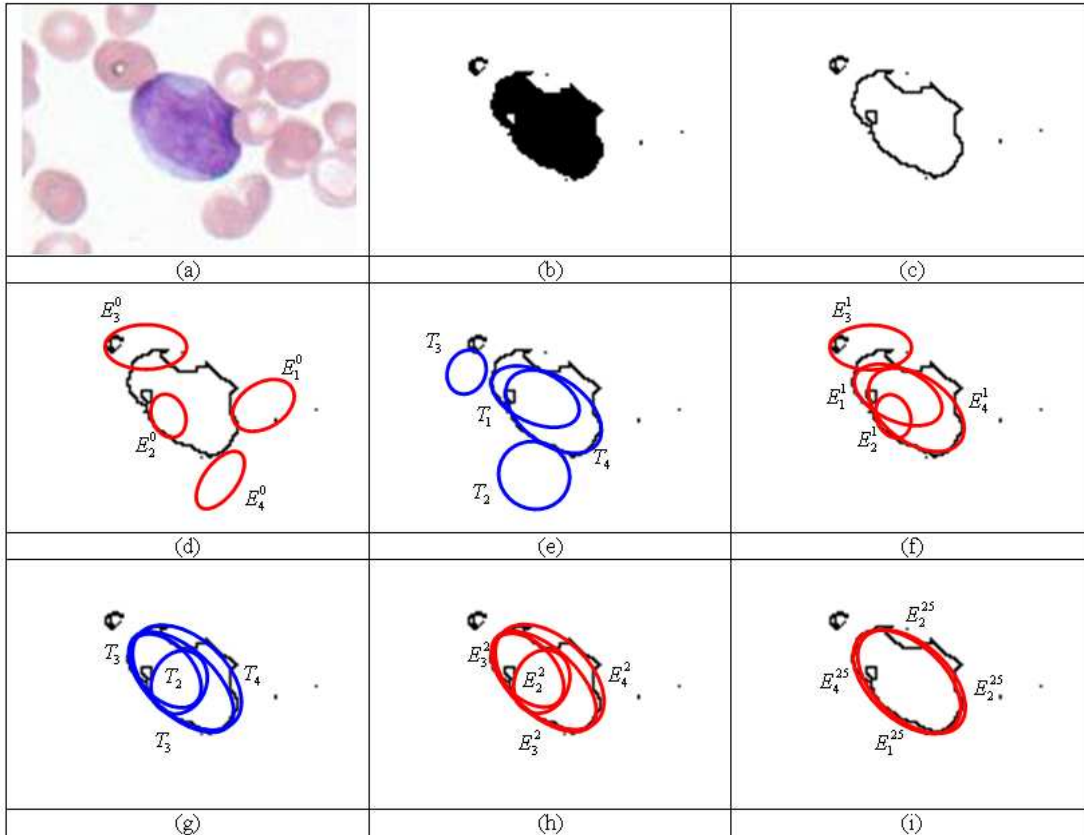 (a) (b) (c)
E₃⁰
E₁⁰
E₂⁰
E₄⁰
T₃
T₁
T₄
T₂
E₃¹
E₁¹
E₄¹
E₂¹
(d) (e) (f)
T₃
T₂
T₄
T₃
E₃²
E₂²
E₄²
E₃²
E₂²⁵
E₄²⁵
E₂²⁵
E₁²⁵
(g) (h) (i)